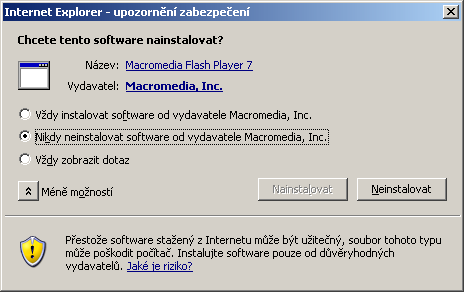 Internet Explorer - upozornění zabezpečení
Chcete tento software nainstalovat?
Název: Macromedia Flash Player 7
Vydavatel: Macromedia, Inc.
Vždy instalovat software od vydavatele Macromedia, Inc.
Nikdy neinstalovat software od vydavatele Macromedia, Inc.
Vždy zobrazit dotaz
Méně možností
Nainstalovat
Neinstalovat
Přestože software stažený z Internetu může být užitečný, soubor tohoto typu
může poškodit počítač. Instalujte software pouze od důvěryhodných
vydavatelů. Jaké je riziko?